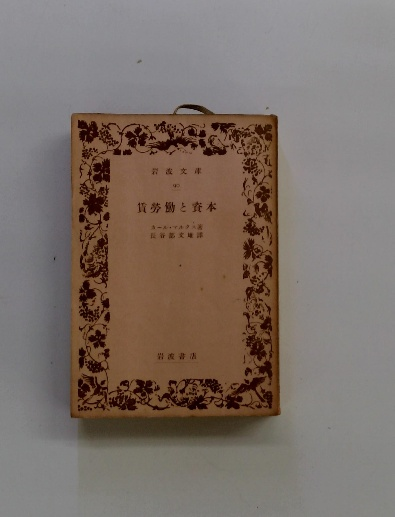 岩波文庫
賃勞働と資本
カール・マルクス著
長谷部文雄譯
岩波書店